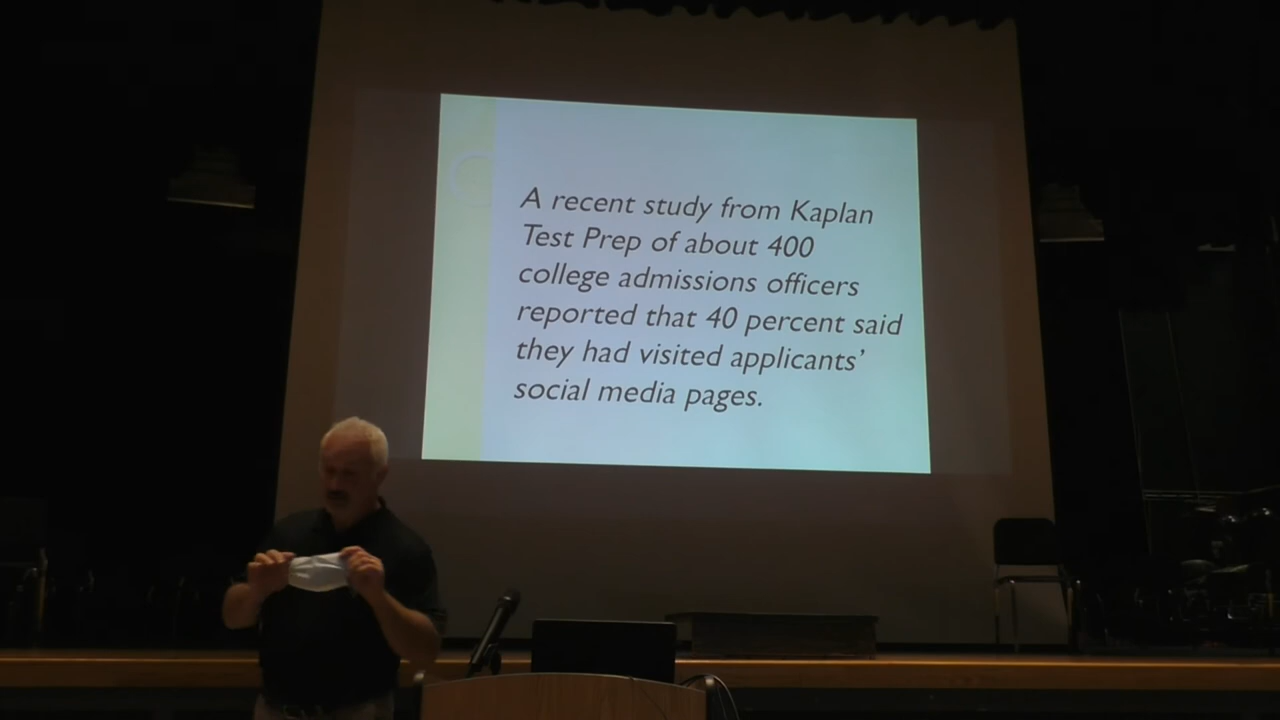 A recent study from Kaplan
Test Prep of about 400
college admissions officers
reported that 40 percent said
they had visited applicants’
social media pages.